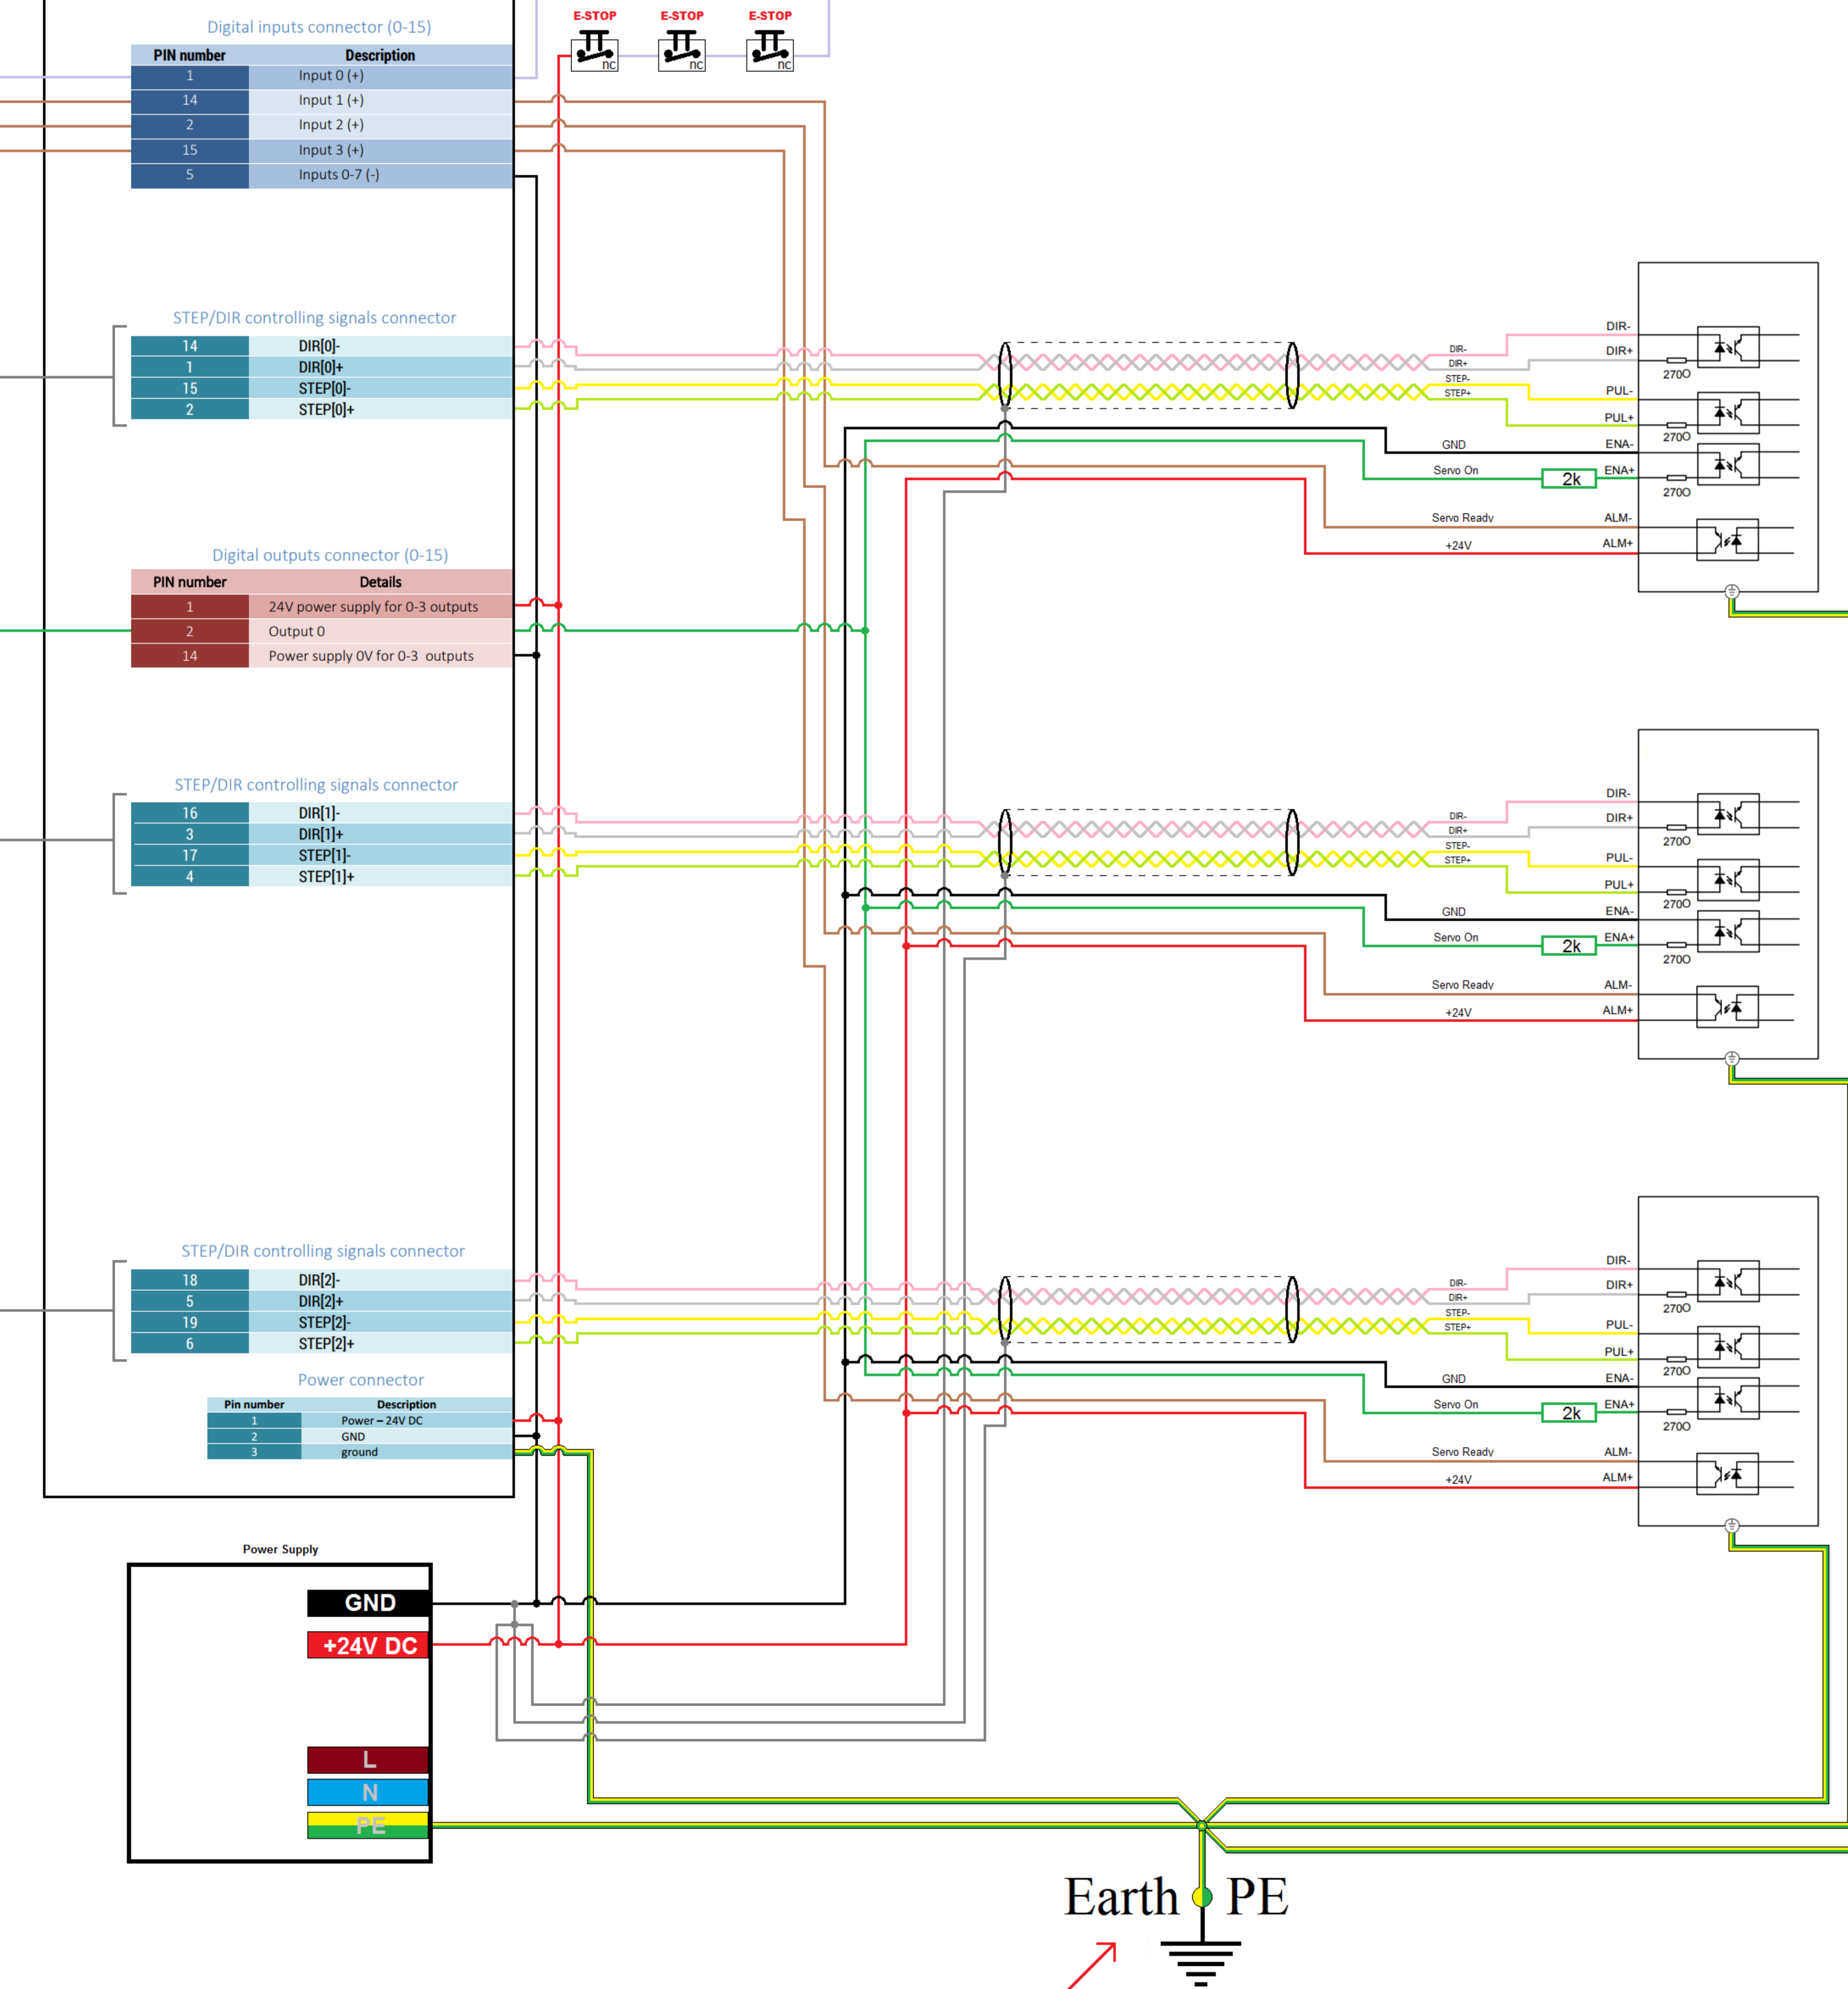 E-STOP E-STOP E-STOP
nc nc nc
Digital inputs connector (0-15)
PIN number Description
1 Input 0 (+)
14 Input 1 (+)
2 Input 2 (+)
15 Input 3 (+)
5 Inputs 0-7 (-)
STEP/DIR controlling signals connector
14 DIR[0]-
1 DIR[0]+
15 STEP[0]-
2 STEP[0]+
DIR-
DIR+
STEP-
STEP+
GND
Servo On
2k
Servo Ready
+24V
DIR-
DIR+
270O
PUL-
PUL+
270O
ENA-
ENA+
270O
ALM-
ALM+
Digital outputs connector (0-15)
PIN number Details
1 24V power supply for 0-3 outputs
2 Output 0
14 Power supply 0V for 0-3 outputs
STEP/DIR controlling signals connector
16 DIR[1]-
3 DIR[1]+
17 STEP[1]-
4 STEP[1]+
DIR-
DIR+
STEP-
STEP+
GND
Servo On
2k
Servo Ready
+24V
DIR-
DIR+
270O
PUL-
PUL+
270O
ENA-
ENA+
270O
ALM-
ALM+
STEP/DIR controlling signals connector
18 DIR[2]-
5 DIR[2]+
19 STEP[2]-
6 STEP[2]+
DIR-
DIR+
STEP-
STEP+
GND
Servo On
2k
Servo Ready
+24V
DIR-
DIR+
270O
PUL-
PUL+
270O
ENA-
ENA+
270O
ALM-
ALM+
Power connector
Pin number Description
1 Power – 24V DC
2 GND
3 ground
Power Supply
GND
+24V DC
L
N
PE
Earth PE